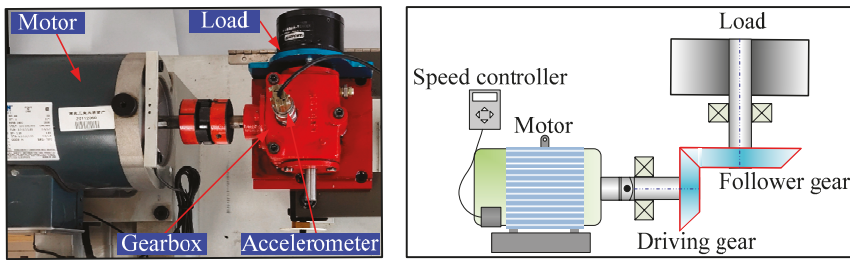 Motor
Load
Gearbox
Accelerometer
Load
Speed controller
Motor
Follower gear
Driving gear